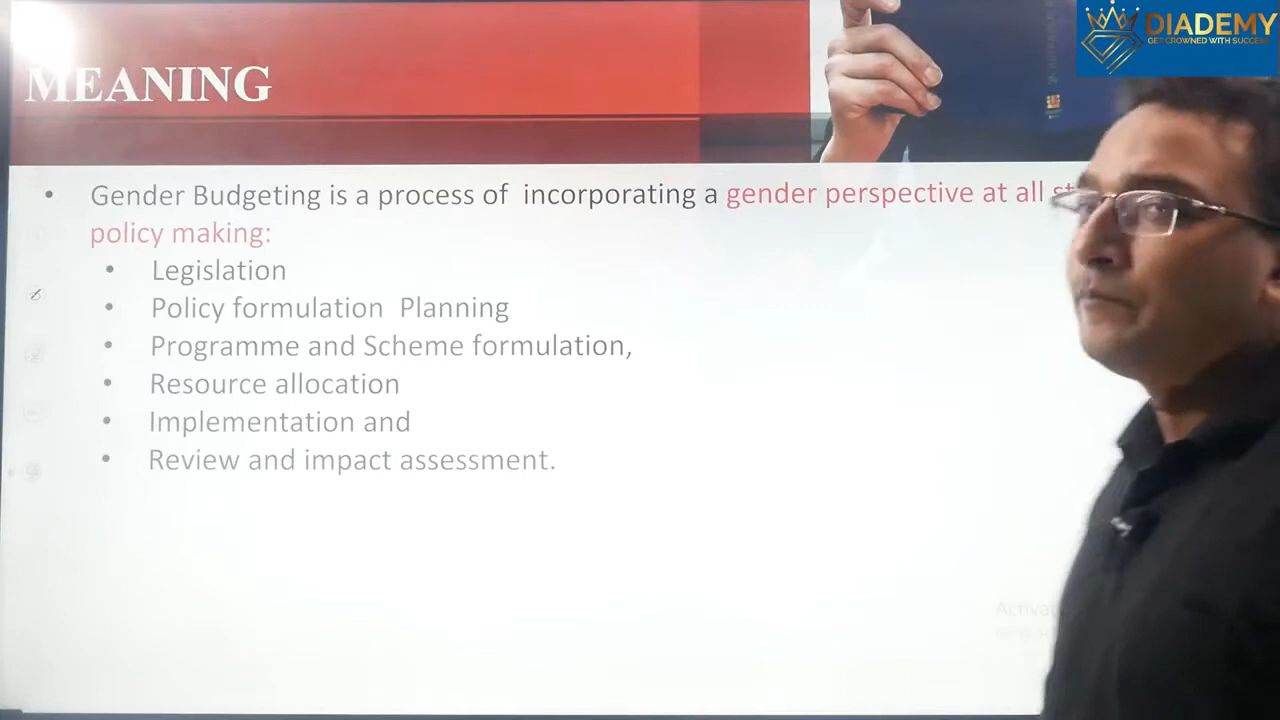 DIADEMY
GET CROWNED WITH SUCCESS
MEANING
• Gender Budgeting is a process of incorporating a gender perspective at all
policy making:
• Legislation
• Policy formulation Planning
• Programme and Scheme formulation,
• Resource allocation
• Implementation and
• Review and impact assessment.